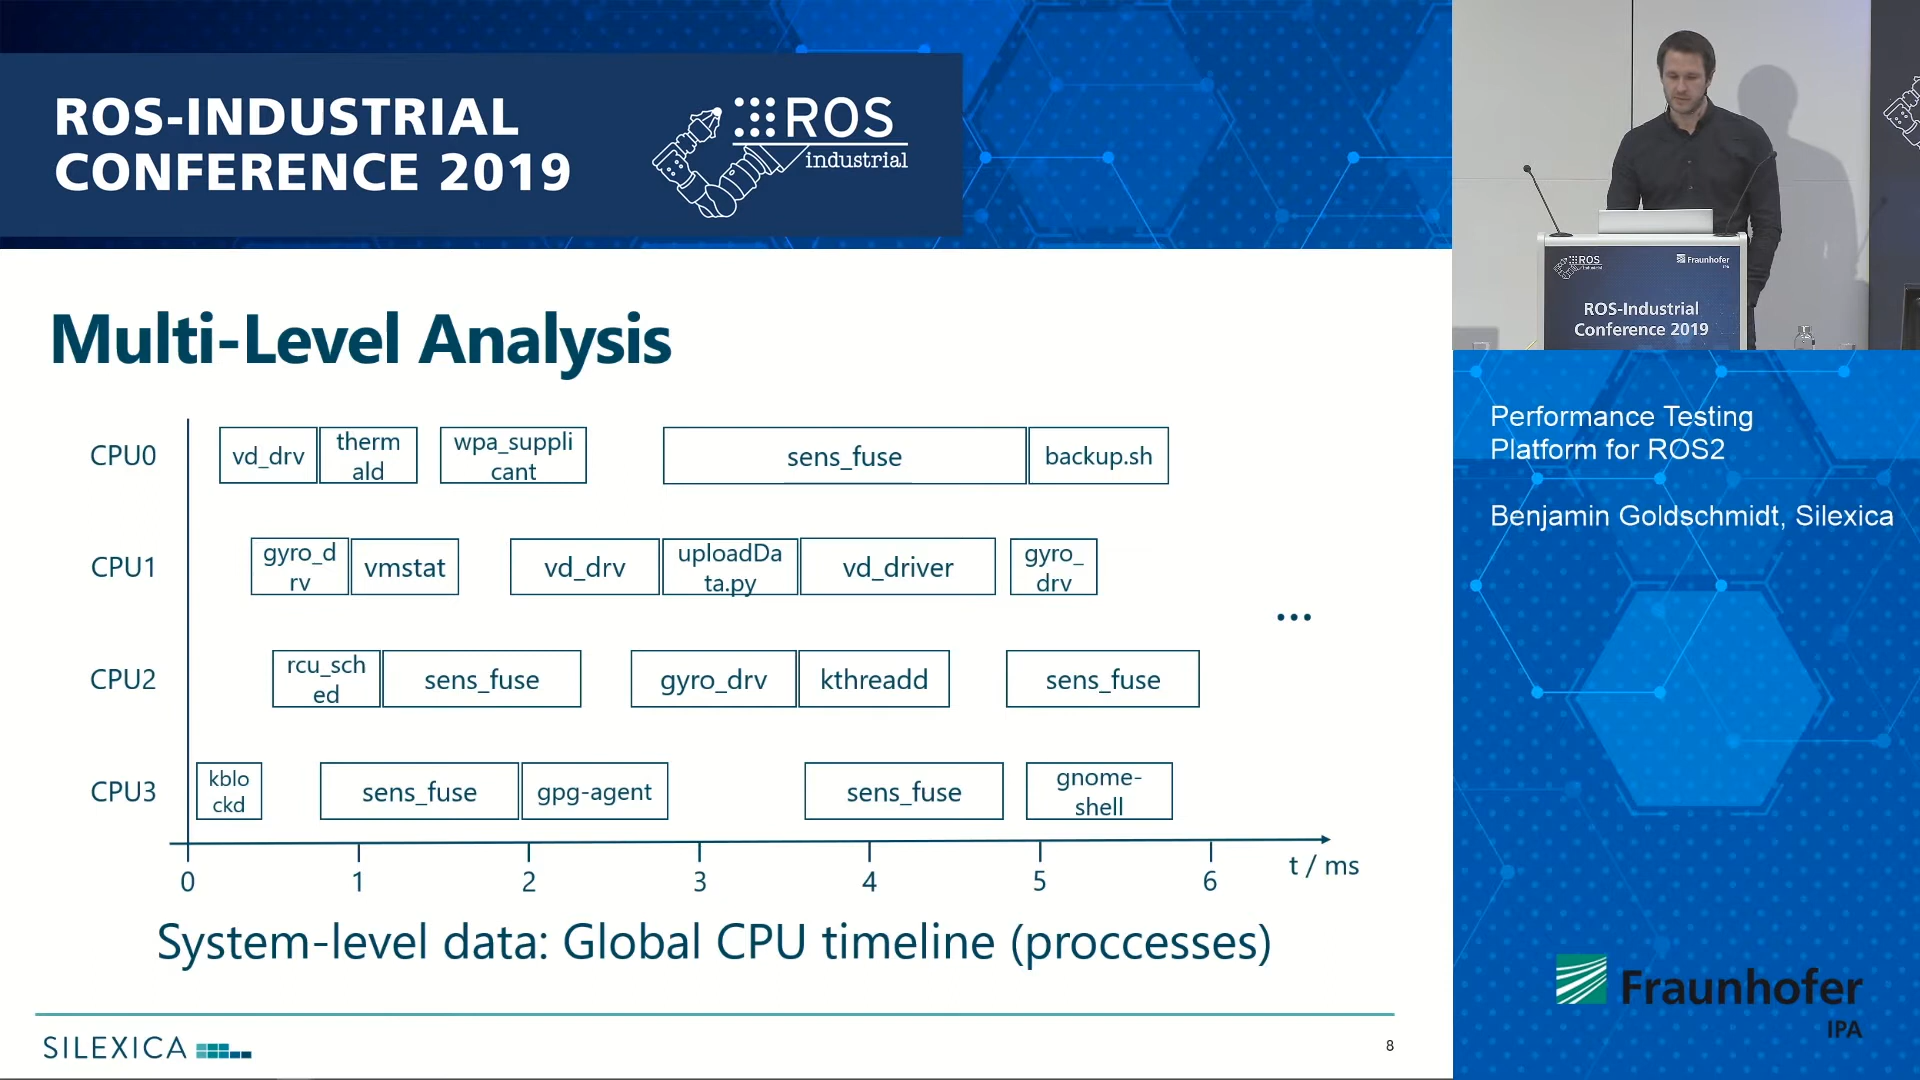 ROS-INDUSTRIAL
CONFERENCE 2019
ROS
industrial
Multi-Level Analysis
CPU0
vd_drv
therm
ald
wpa_suppli
cant
sens_fuse
backup.sh
CPU1
gyro_d
rv
vmstat
vd_drv
uploadDa
ta.py
vd_driver
gyro_
drv
...
CPU2
rcu_sch
ed
sens_fuse
gyro_drv
kthreadd
sens_fuse
CPU3
kblo
ckd
sens_fuse
gpg-agent
sens_fuse
gnome-
shell
0 1 2 3 4 5 6 t / ms
System-level data: Global CPU timeline (proccesses)
SILEXICA
8
ROS
industrial
Fraunhofer
IPA
ROS-Industrial
Conference 2019
Performance Testing
Platform for ROS2
Benjamin Goldschmidt, Silexica
Fraunhofer
IPA